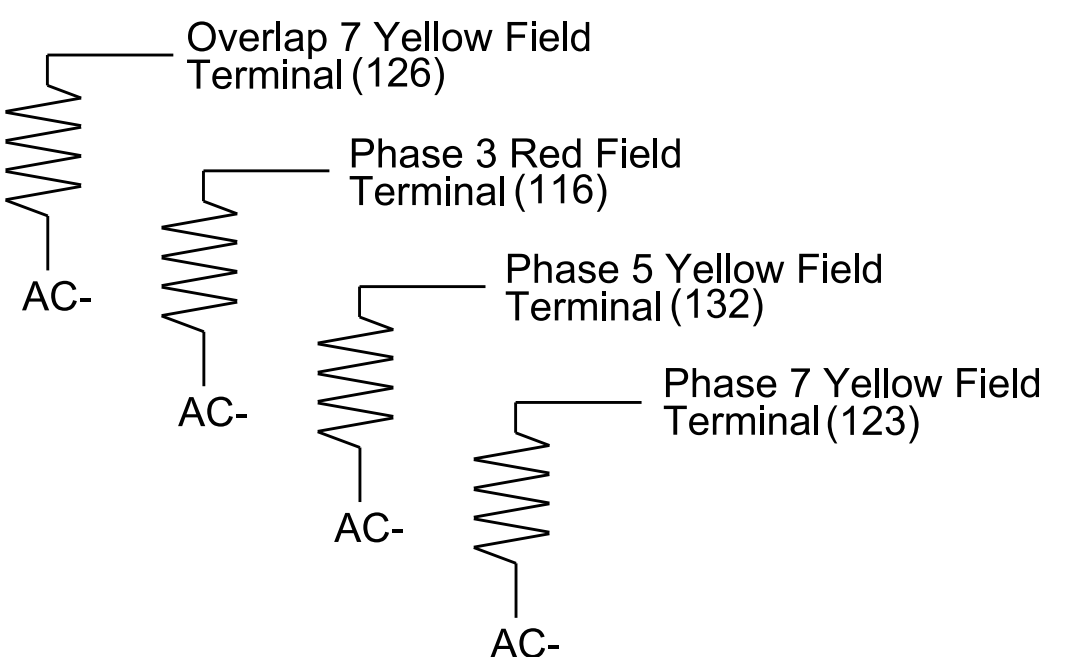 Overlap 7 Yellow Field
Terminal (126)
AC-
Phase 3 Red Field
Terminal (116)
AC-
Phase 5 Yellow Field
Terminal (132)
AC-
Phase 7 Yellow Field
Terminal (123)
AC-